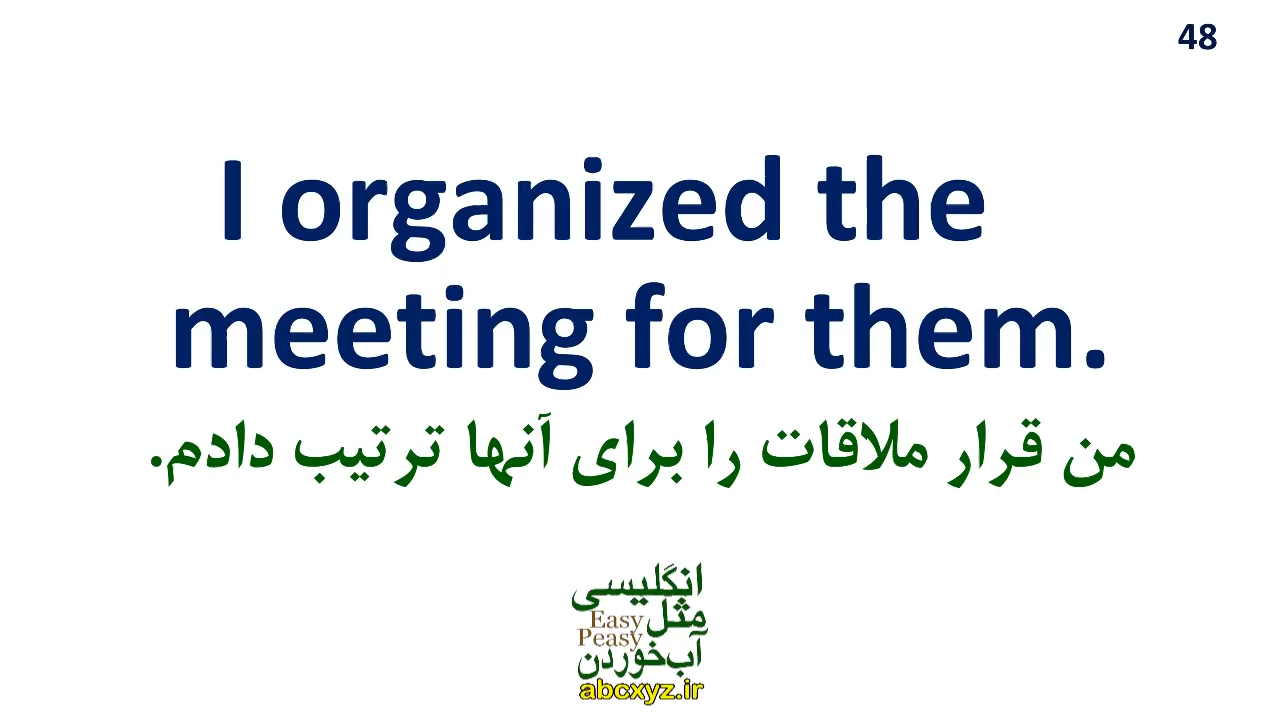 48
I organized the
meeting for them.
من قرار ملاقات را برای آنها ترتیب دادم.
انگلیسی
مثل
Easy
Peasy
آب‌خوردن
abcxyz.ir